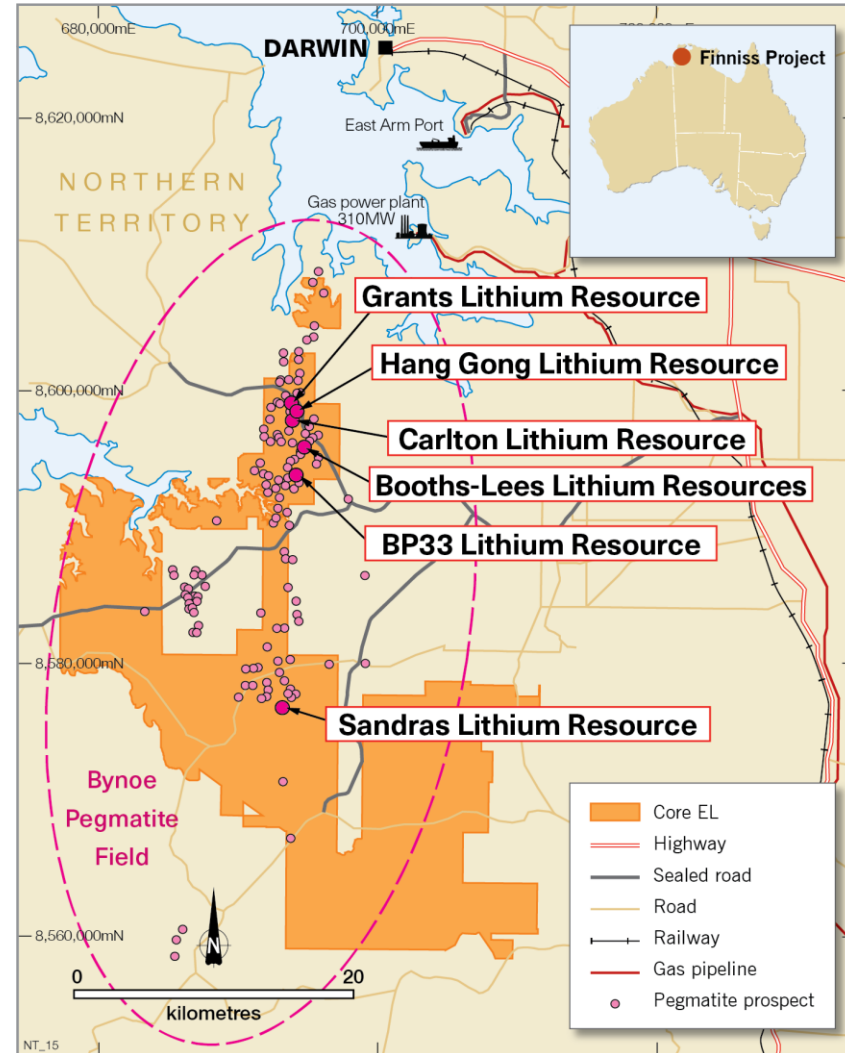 680,000mE
700,000mE
720,000mE
DARWIN
Finniss Project
8,620,000mN
East Arm Port
NORTHERN
TERRITORY
Gas power plant
310MW
Grants Lithium Resource
Hang Gong Lithium Resource
8,600,000mN
Carlton Lithium Resource
Booths-Lees Lithium Resources
BP33 Lithium Resource
8,580,000mN
Sandras Lithium Resource
Bynoe
Pegmatite
Field
Core EL
Highway
Sealed road
Road
Railway
Gas pipeline
Pegmatite prospect
8,560,000mN
N
0 20
kilometres
NT_15